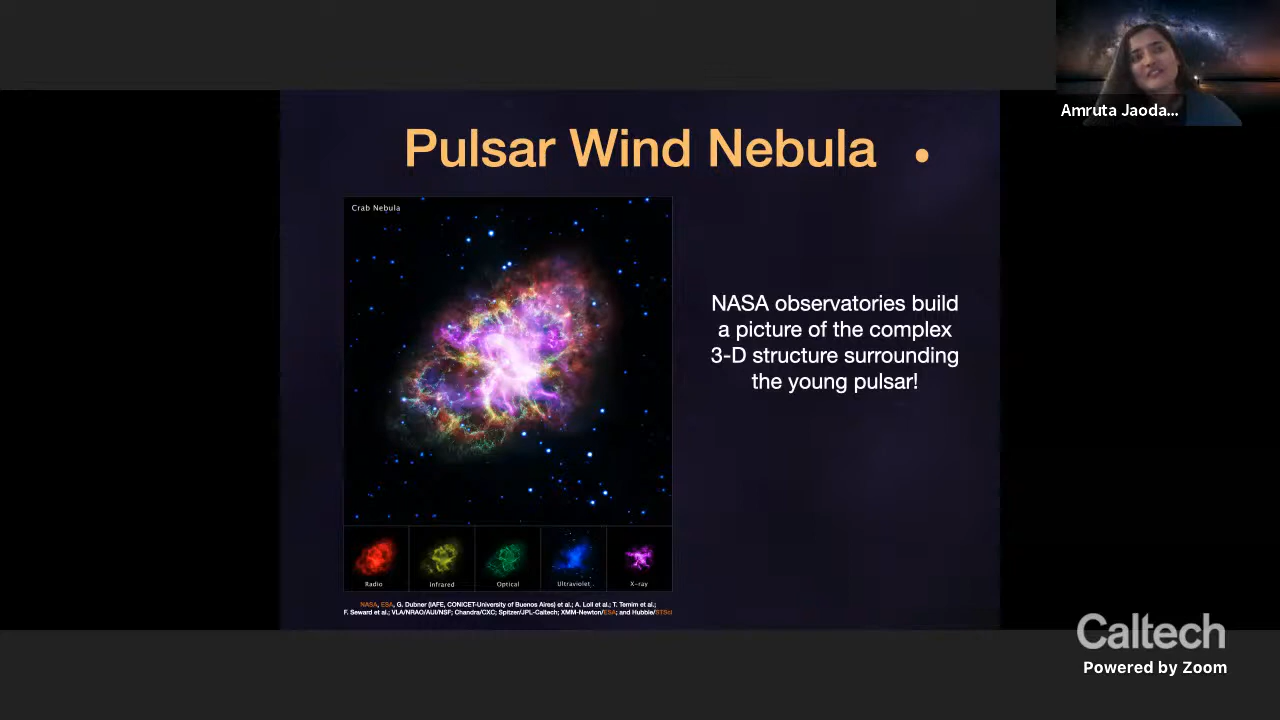 Amruta Jaoda...
Pulsar Wind Nebula •
Crab Nebula
NASA observatories build
a picture of the complex
3-D structure surrounding
the young pulsar!
Radio
Infrared
Optical
Ultraviolet
X-ray
NASA, ESA, G. Dubner (IAFE, CONICET-University of Buenos Aires) et al.; A. Loll et al.; T. Temim et al.;
F. Seward et al.; VLA/NRAO/AUI/NSF; Chandra/CXC; Spitzer/JPL-Caltech; XMM-Newton/ESA; and Hubble/STScI
Caltech
Powered by Zoom